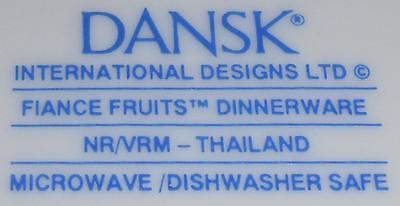 DANSK®
INTERNATIONAL DESIGNS LTD ©
FIANCE FRUITS™ DINNERWARE
NR/VRM – THAILAND
MICROWAVE /DISHWASHER SAFE